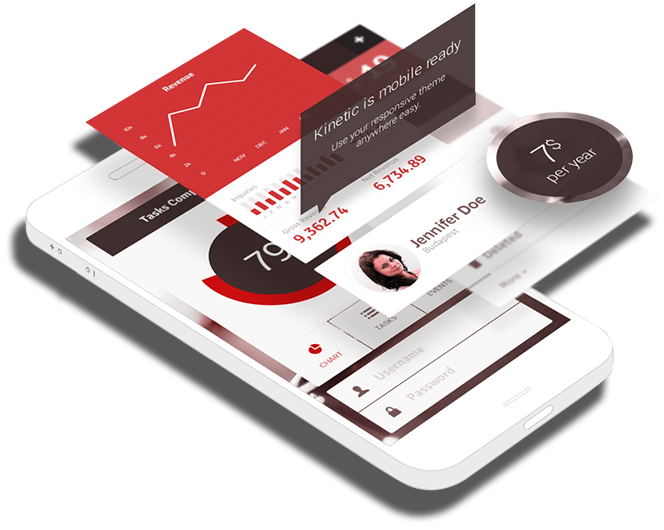 Revenue
10k
8k
6k
4k
2k
0
NOV
DEC
JAN
+
Kinetic is mobile ready
Use your responsive theme
anywhere easy!
7$
per year
Inquiries
Net Revenue
6,734.89
Gross Revenue
9,362.74
Tasks
79
Jennifer Doe
Budapest
Deleted
More
CHART
TASKS
EVENTS
Username
Password